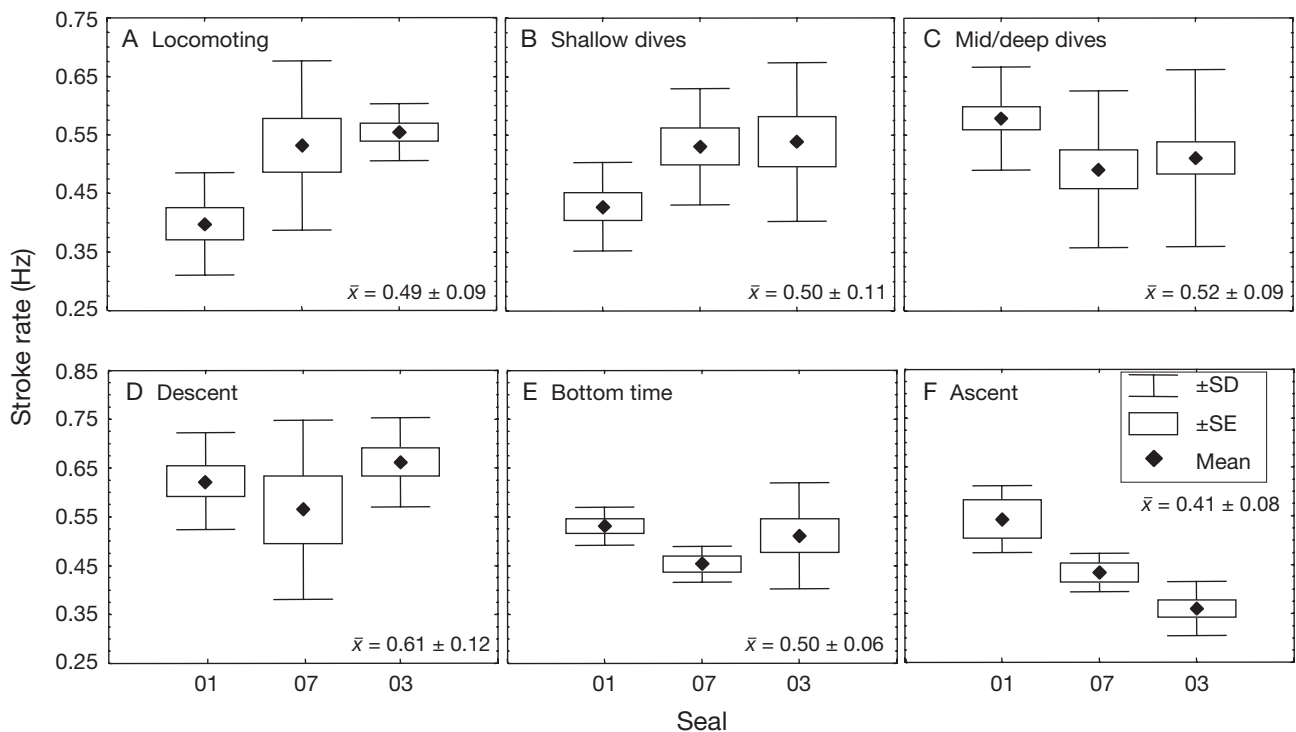 Stroke rate (Hz)
0.75
0.65
0.55
0.45
0.35
0.25
A Locomoting
x̄ = 0.49 ± 0.09
B Shallow dives
x̄ = 0.50 ± 0.11
C Mid/deep dives
x̄ = 0.52 ± 0.09
0.85
0.75
0.65
0.55
0.45
0.35
0.25
D Descent
x̄ = 0.61 ± 0.12
E Bottom time
x̄ = 0.50 ± 0.06
F Ascent
±SD
±SE
Mean
x̄ = 0.41 ± 0.08
01 07 03
01 07 03
01 07 03
Seal